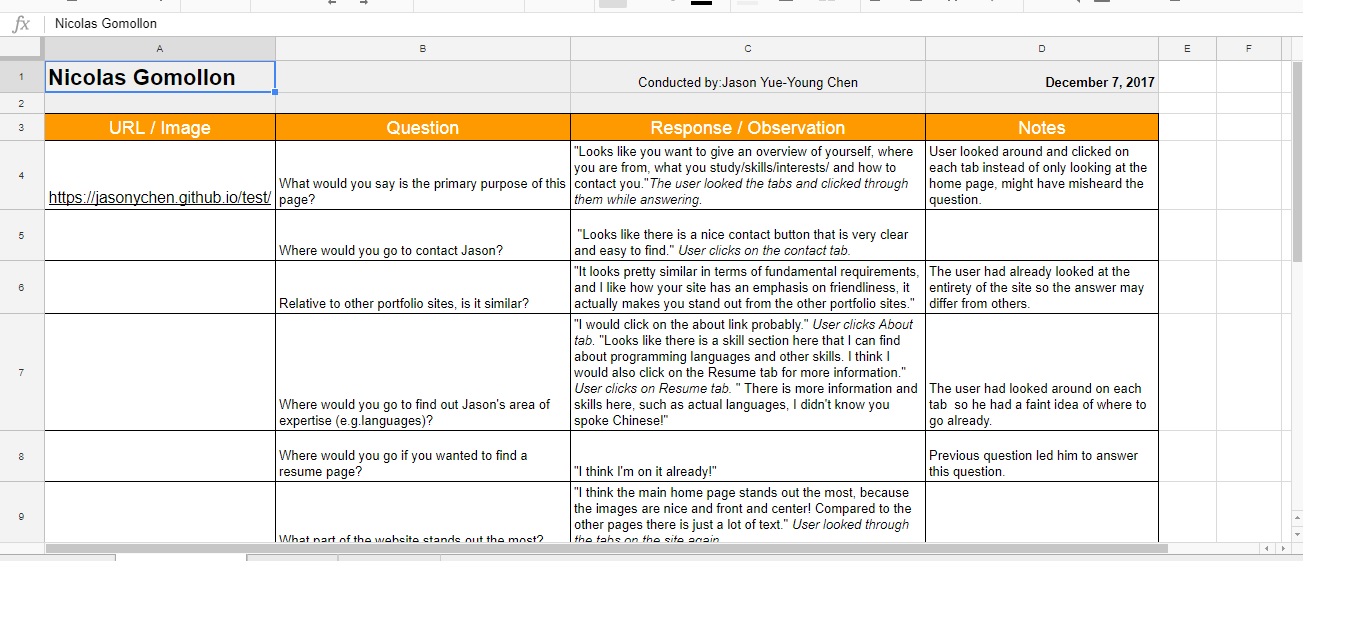 fx Nicolas Gomollon
A B C D E F
1 Nicolas Gomollon Conducted by:Jason Yue-Young Chen December 7, 2017
2
3 URL / Image Question Response / Observation Notes
4
https://jasonychen.github.io/test/
What would you say is the primary purpose of this
page?
"Looks like you want to give an overview of yourself, where
you are from, what you study/skills/interests/ and how to
contact you."The user looked the tabs and clicked through
them while answering.
User looked around and clicked on
each tab instead of only looking at the
home page, might have misheard the
question.
5
Where would you go to contact Jason?
"Looks like there is a nice contact button that is very clear
and easy to find." User clicks on the contact tab.
6
Relative to other portfolio sites, is it similar?
"It looks pretty similar in terms of fundamental requirements,
and I like how your site has an emphasis on friendliness, it
actually makes you stand out from the other portfolio sites."
The user had already looked at the
entirety of the site so the answer may
differ from others.
7
Where would you go to find out Jason's area of
expertise (e.g.languages)?
"I would click on the about link probably." User clicks About
tab. "Looks like there is a skill section here that I can find
about programming languages and other skills. I think I
would also click on the Resume tab for more information."
User clicks on Resume tab. " There is more information and
skills here, such as actual languages, I didn't know you
spoke Chinese!"
The user had looked around on each
tab so he had a faint idea of where to
go already.
8
Where would you go if you wanted to find a
resume page?
"I think I'm on it already!"
Previous question led him to answer
this question.
9
What part of the website stands out the most?
"I think the main home page stands out the most, because
the images are nice and front and center! Compared to the
other pages there is just a lot of text." User looked through
the tabs on the site again